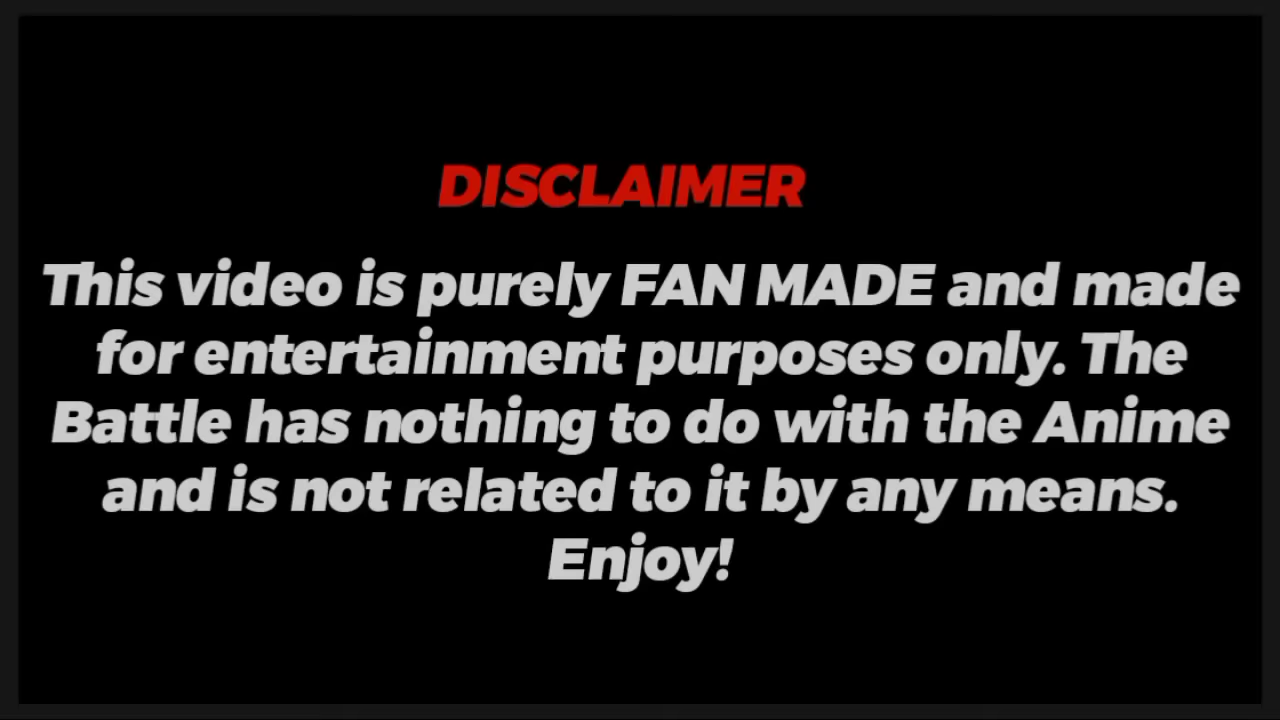 DISCLAIMER
This video is purely FAN MADE and made
for entertainment purposes only. The
Battle has nothing to do with the Anime
and is not related to it by any means.
Enjoy!